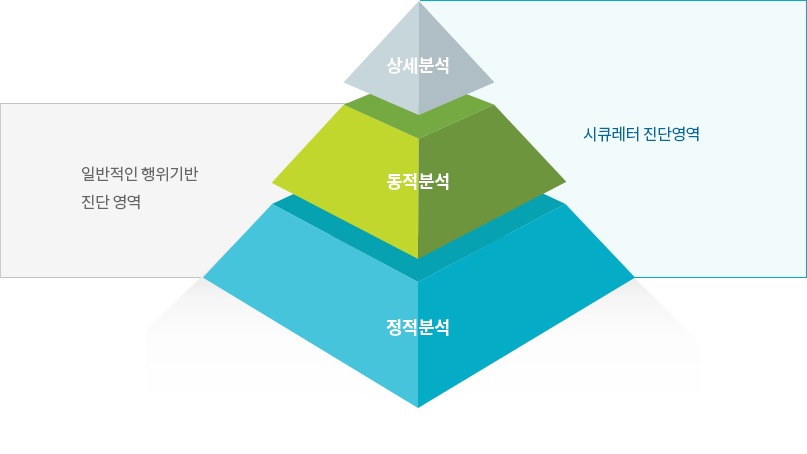 상세분석
시큐레터 진단영역
일반적인 행위기반
진단 영역
동적분석
정적분석